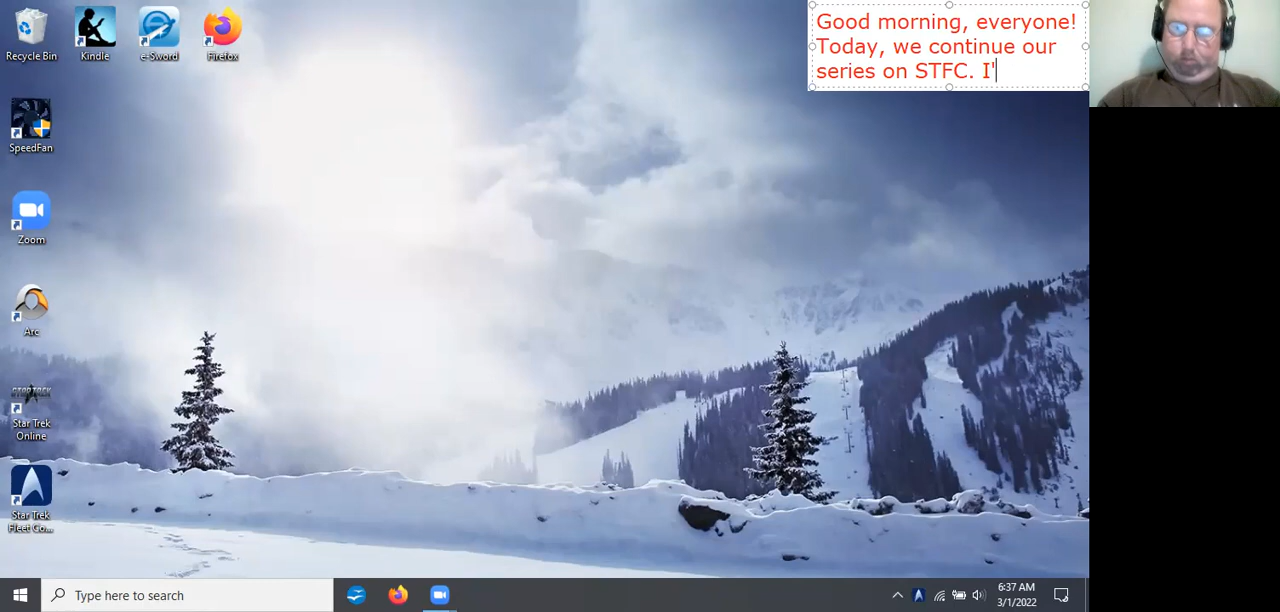 Recycle Bin
Kindle
e-Sword
Firefox
Good morning, everyone!
Today, we continue our
series on STFC. I'
SpeedFan
Zoom
Arc
Star Trek
Online
Star Trek
Fleet Co...
Type here to search
6:37 AM
3/1/2022